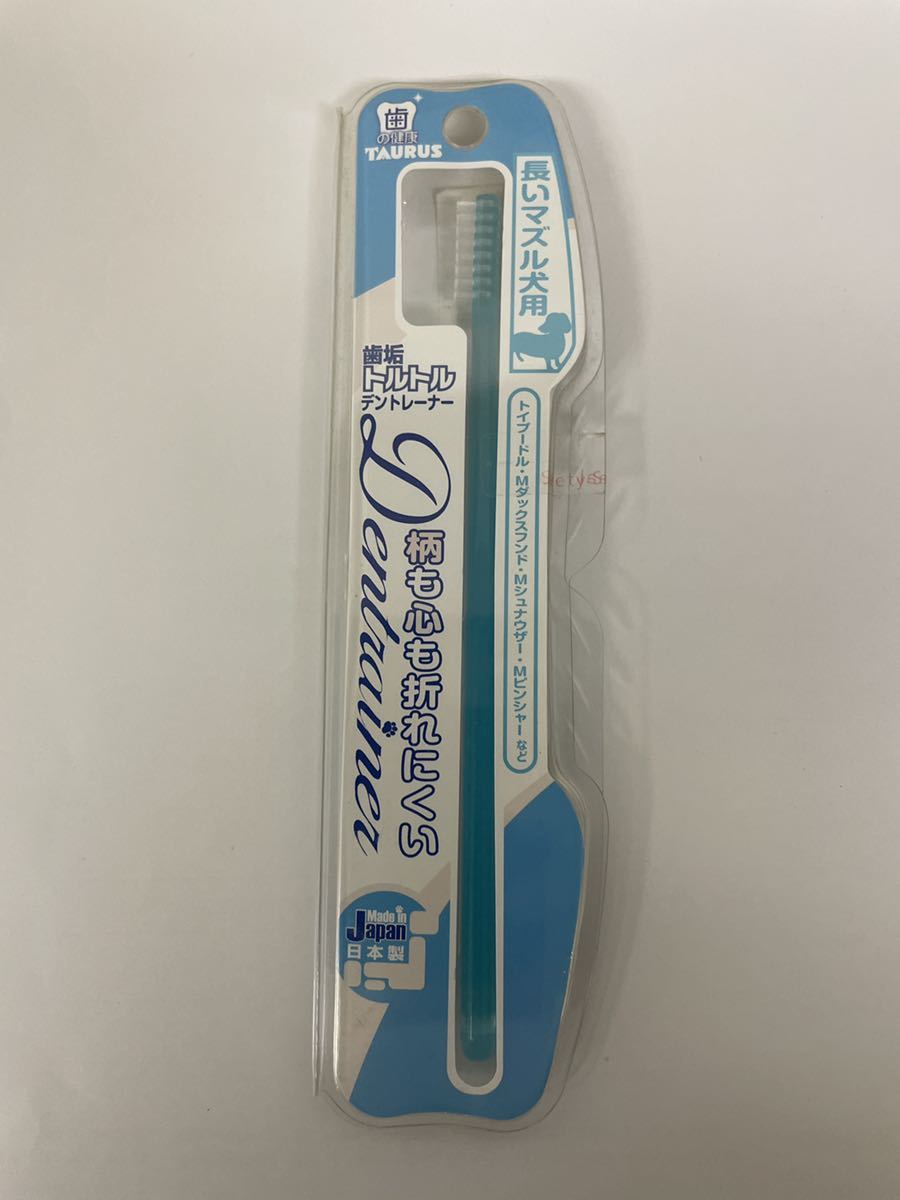 歯
の健康
TAURUS
長いマズル犬用
歯垢
トルトル
デントレーナー
Dentrainer
柄も心も折れにくい
トイプードル・Mダックスフンド・Mシュナウザー・Mピンシャー など
Made in
Japan
日本製